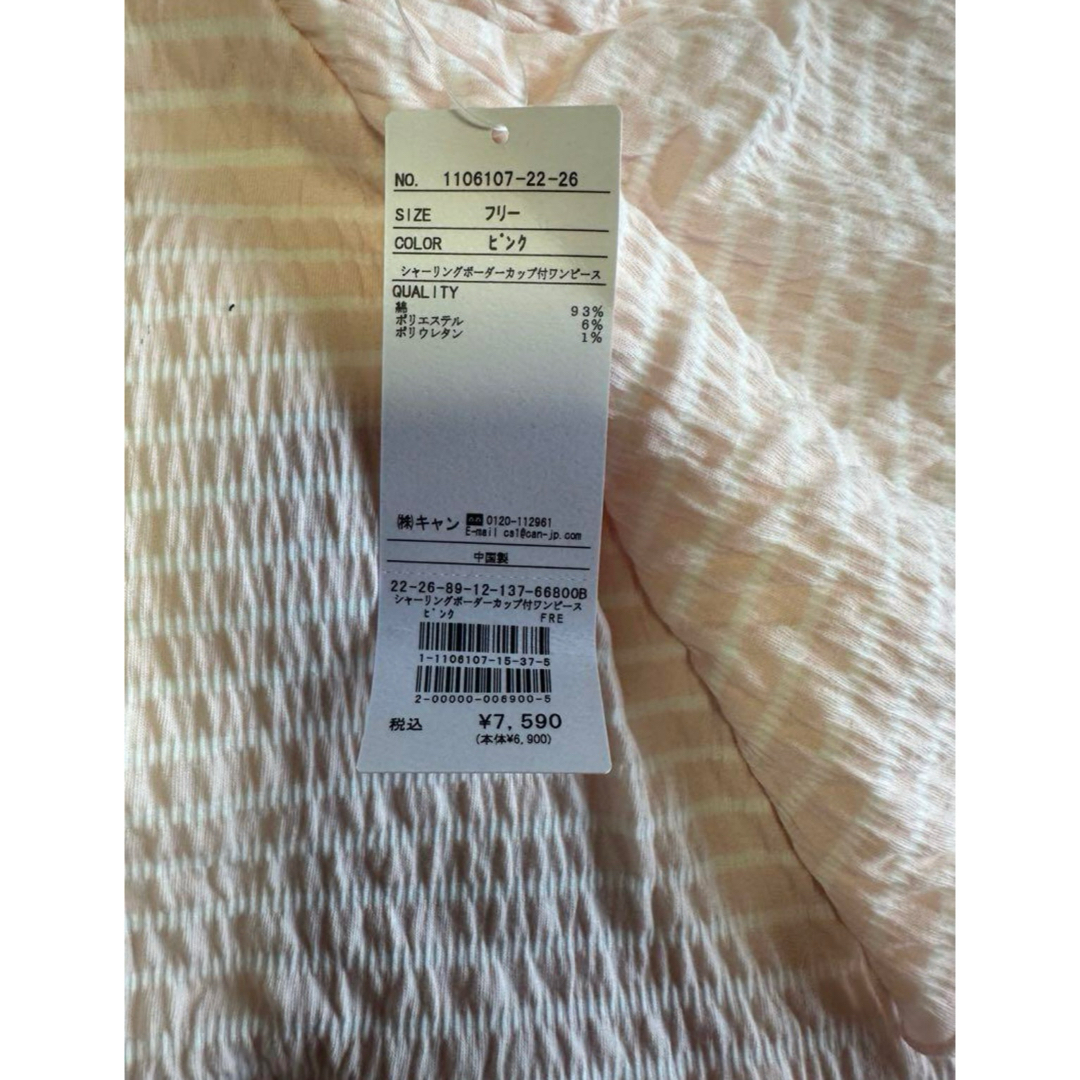 NO. 1106107-22-26
SIZE フリー
COLOR ピンク
シャーリングボーダーカップ付ワンピース
QUALITY
綿 93%
ポリエステル 6%
ポリウレタン 1%
㈱キャン 0120-112961
E-mail cs1@can-jp.com
中国製
22-26-89-12-137-66800B
シャーリングボーダーカップ付ワンピース
ピンク FRE
1-1106107-15-37-5
2-00000-006900-5
税込 ¥7,590
(本体¥6,900)